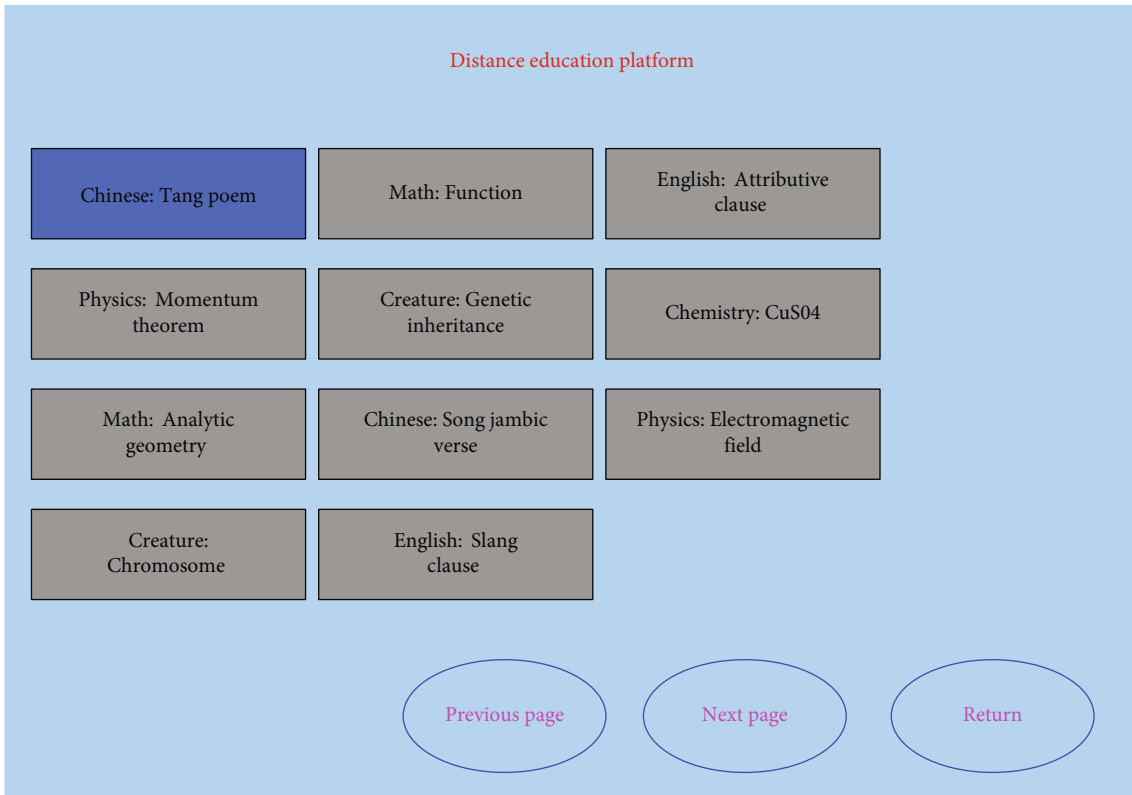 Distance education platform
Chinese: Tang poem
Math: Function
English: Attributive
clause
Physics: Momentum
theorem
Creature: Genetic
inheritance
Chemistry: CuS04
Math: Analytic
geometry
Chinese: Song jambic
verse
Physics: Electromagnetic
field
Creature:
Chromosome
English: Slang
clause
Previous page
Next page
Return